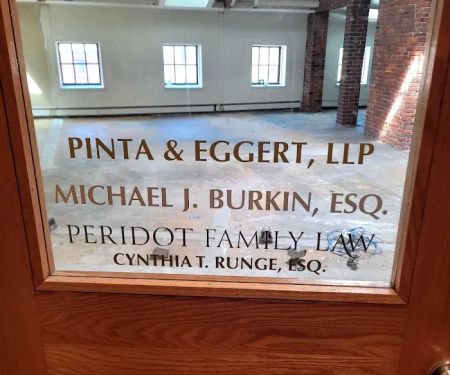 PINTA & EGGERT, LLP
MICHAEL J. BURKIN, ESQ.
PERIDOT FAMILY LAW
CYNTHIA T. RUNGE, ESQ.